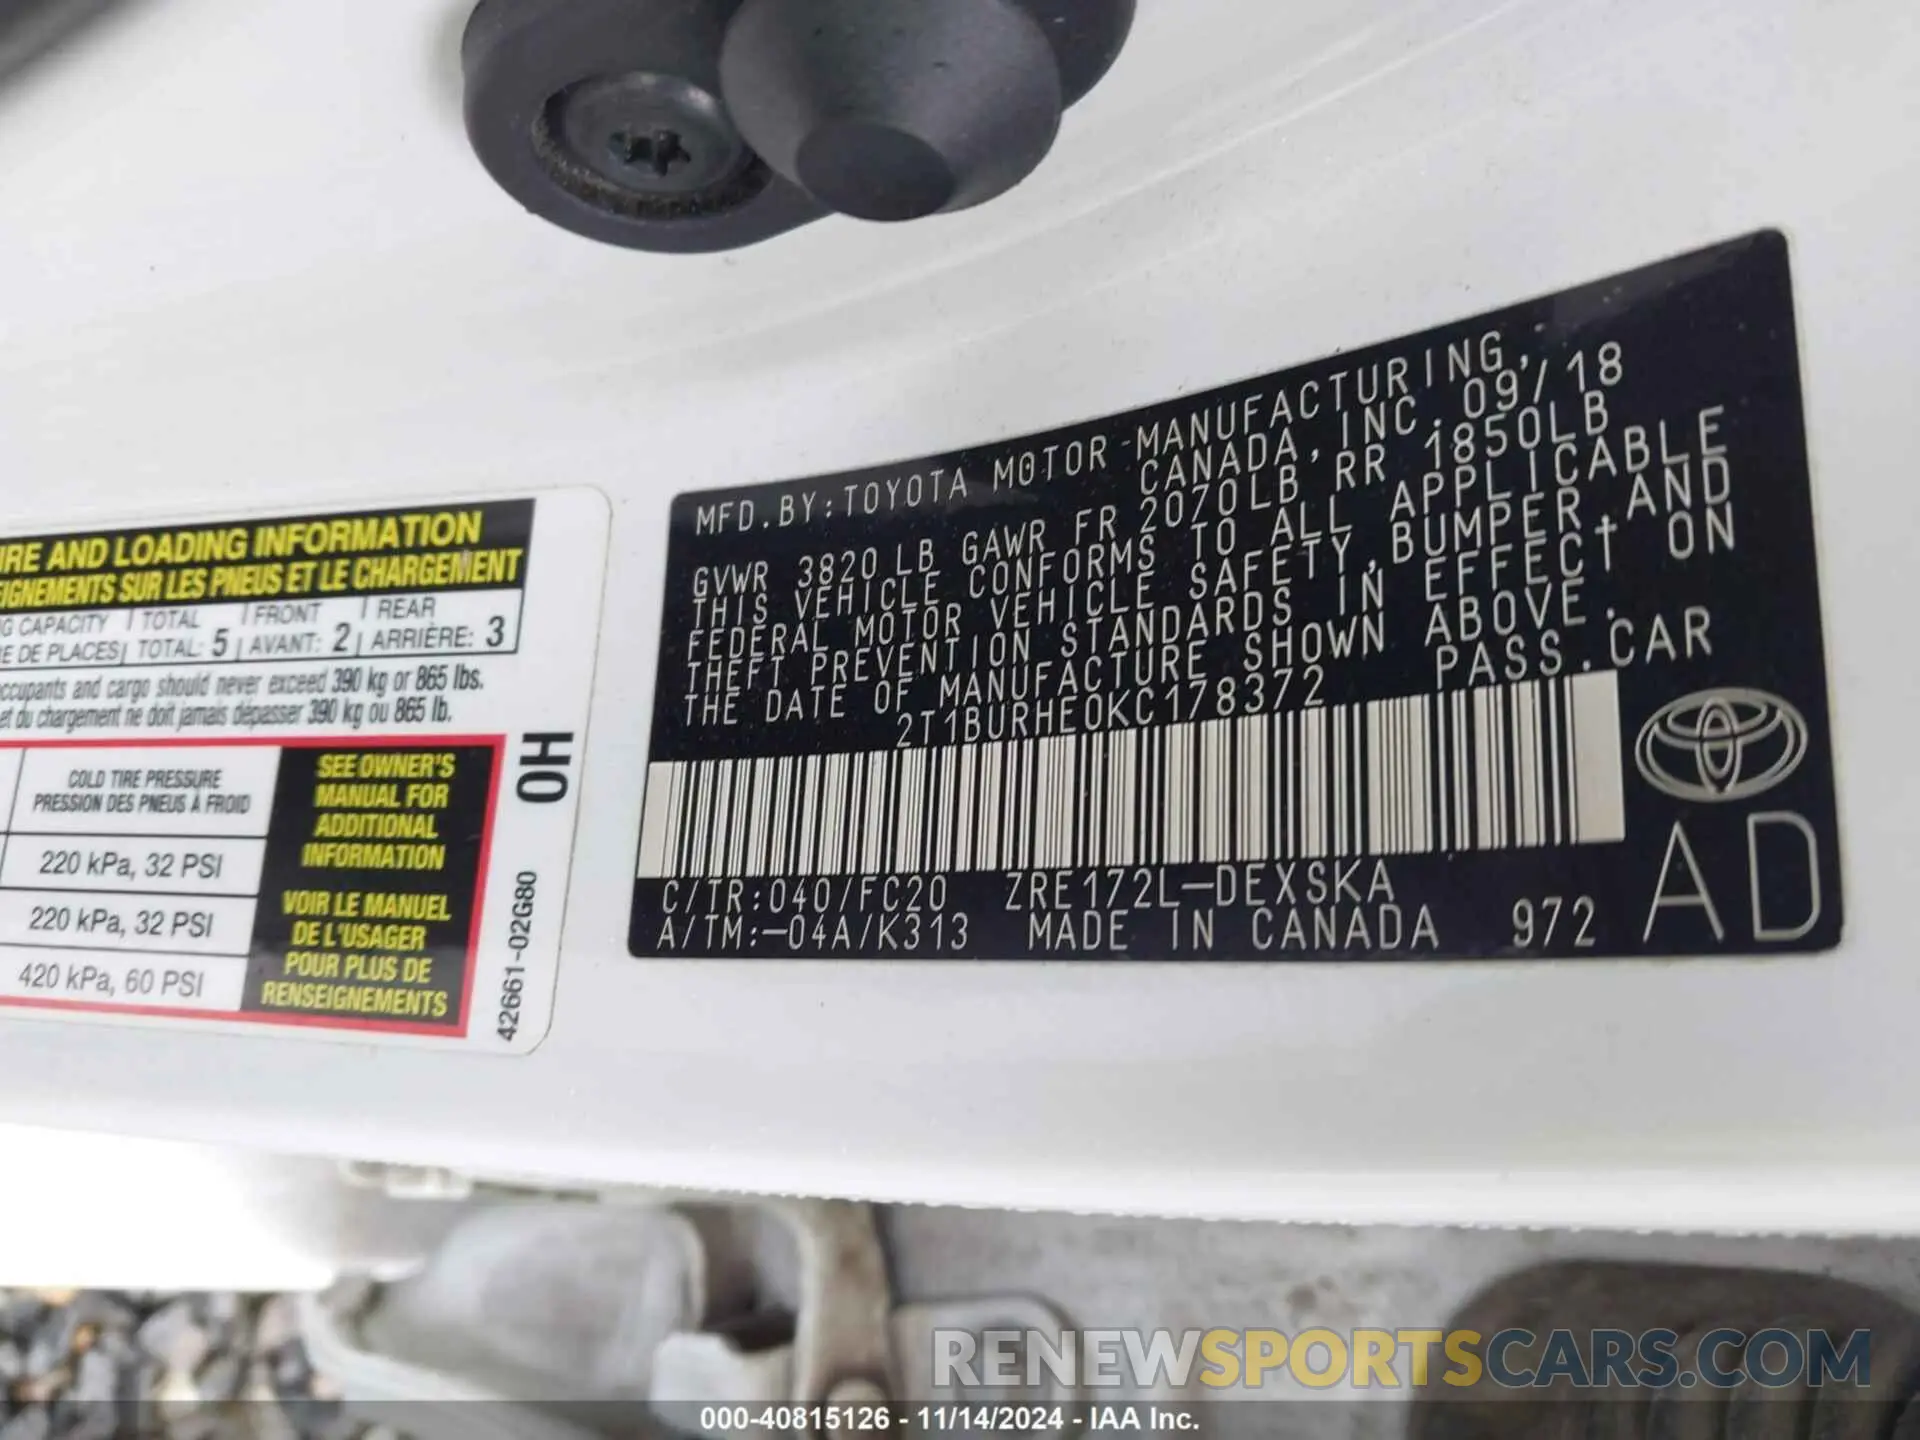 URE AND LOADING INFORMATION
EIGNEMENTS SUR LES PNEUS ET LE CHARGEMENT
CAPACITY TOTAL FRONT REAR
DE PLACES TOTAL: 5 AVANT: 2 ARRIÈRE: 3
occupants and cargo should never exceed 390 kg or 865 lbs.
et du chargement ne doit jamais dépasser 390 kg ou 865 lb.
COLD TIRE PRESSURE
PRESSION DES PNEUS À FROID
220 kPa, 32 PSI
220 kPa, 32 PSI
420 kPa, 60 PSI
SEE OWNER'S
MANUAL FOR
ADDITIONAL
INFORMATION
VOIR LE MANUEL
DE L'USAGER
POUR PLUS DE
RENSEIGNEMENTS
0H
42661-02G80
MFD.BY:TOYOTA MOTOR MANUFACTURING,
CANADA, INC. 09/18
GVWR 3820LB GAWR FR 2070LB RR 1850LB
THIS VEHICLE CONFORMS TO ALL APPLICABLE
FEDERAL MOTOR VEHICLE SAFETY, BUMPER, AND
THEFT PREVENTION STANDARDS IN EFFECT ON
THE DATE OF MANUFACTURE SHOWN ABOVE.
2T1BURHE0KC178372 PASS.CAR
C/TR:040/FC20 ZRE172L-DEXSKA
A/TM:-04A/K313 MADE IN CANADA 972
AD
RENEWSPORTSCARS.COM
000-40815126 - 11/14/2024 - IAA Inc.